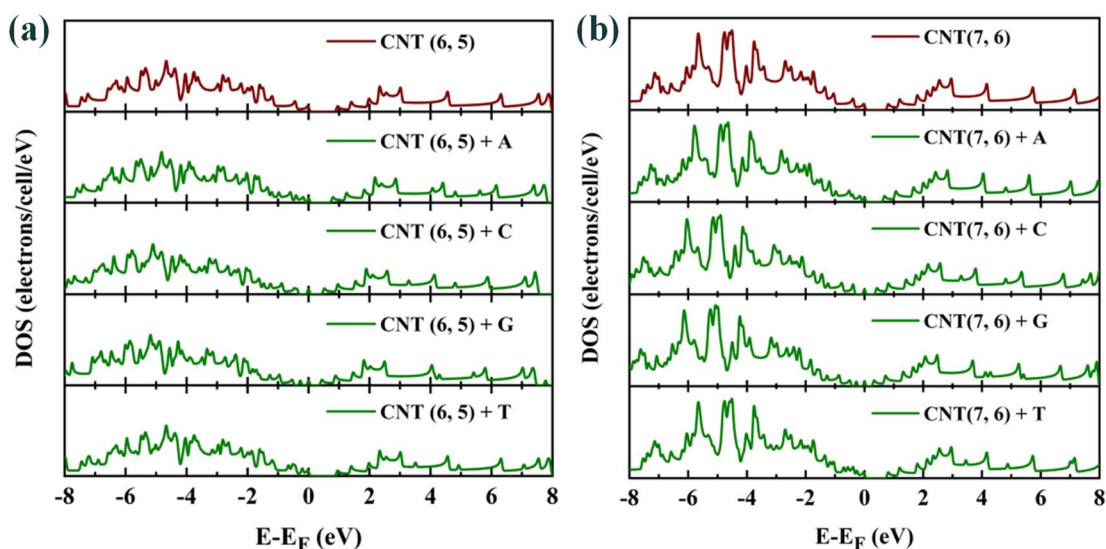 (a)
CNT (6, 5)
CNT (6, 5) + A
CNT (6, 5) + C
CNT (6, 5) + G
CNT (6, 5) + T
DOS (electrons/cell/eV)
-8 -6 -4 -2 0 2 4 6 8
E-EF (eV)
(b)
CNT(7, 6)
CNT(7, 6) + A
CNT(7, 6) + C
CNT(7, 6) + G
CNT(7, 6) + T
DOS (electrons/cell/eV)
-8 -6 -4 -2 0 2 4 6 8
E-EF (eV)